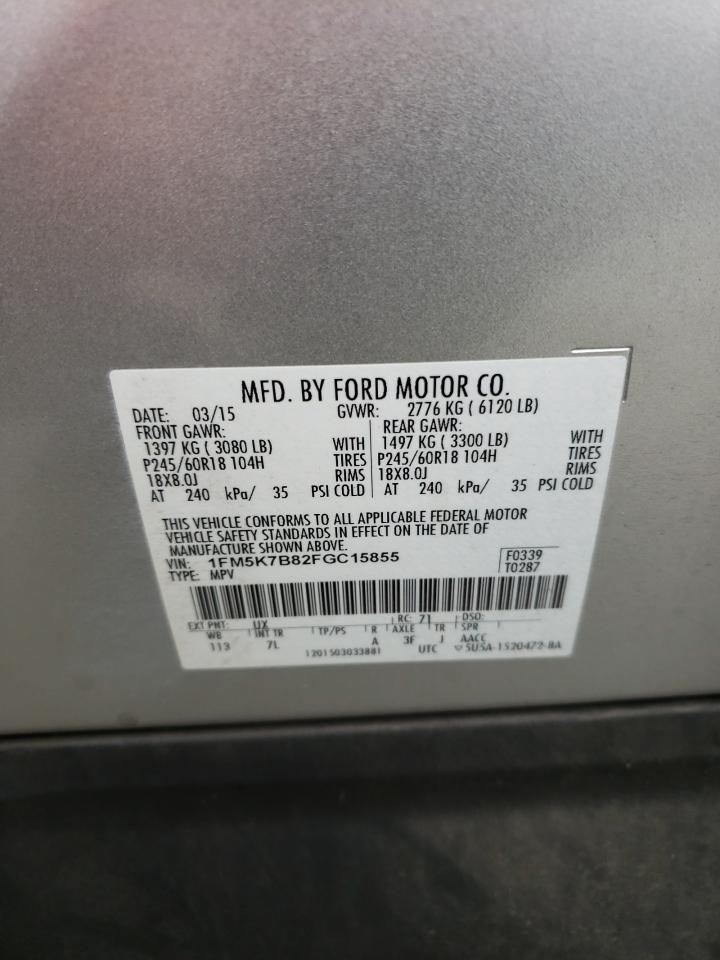 MFD. BY FORD MOTOR CO.
DATE: 03/15 GVWR: 2776 KG ( 6120 LB)
FRONT GAWR: REAR GAWR:
1397 KG ( 3080 LB) WITH 1497 KG ( 3300 LB) WITH
P245/60R18 104H TIRES P245/60R18 104H TIRES
18X8.0J RIMS 18X8.0J RIMS
AT 240 kPa/ 35 PSI COLD AT 240 kPa/ 35 PSI COLD
THIS VEHICLE CONFORMS TO ALL APPLICABLE FEDERAL MOTOR
VEHICLE SAFETY STANDARDS IN EFFECT ON THE DATE OF
MANUFACTURE SHOWN ABOVE.
VIN: 1FM5K7B82FGC15855 F0339
TYPE: MPV T0287
EXT PNT: UX RC: 71 DSO:
WB INT TR TP/PS R AXLE TR SPR
113 7L A 3F J AACC
1201503033881 UTC 5U5A-1520472-BA